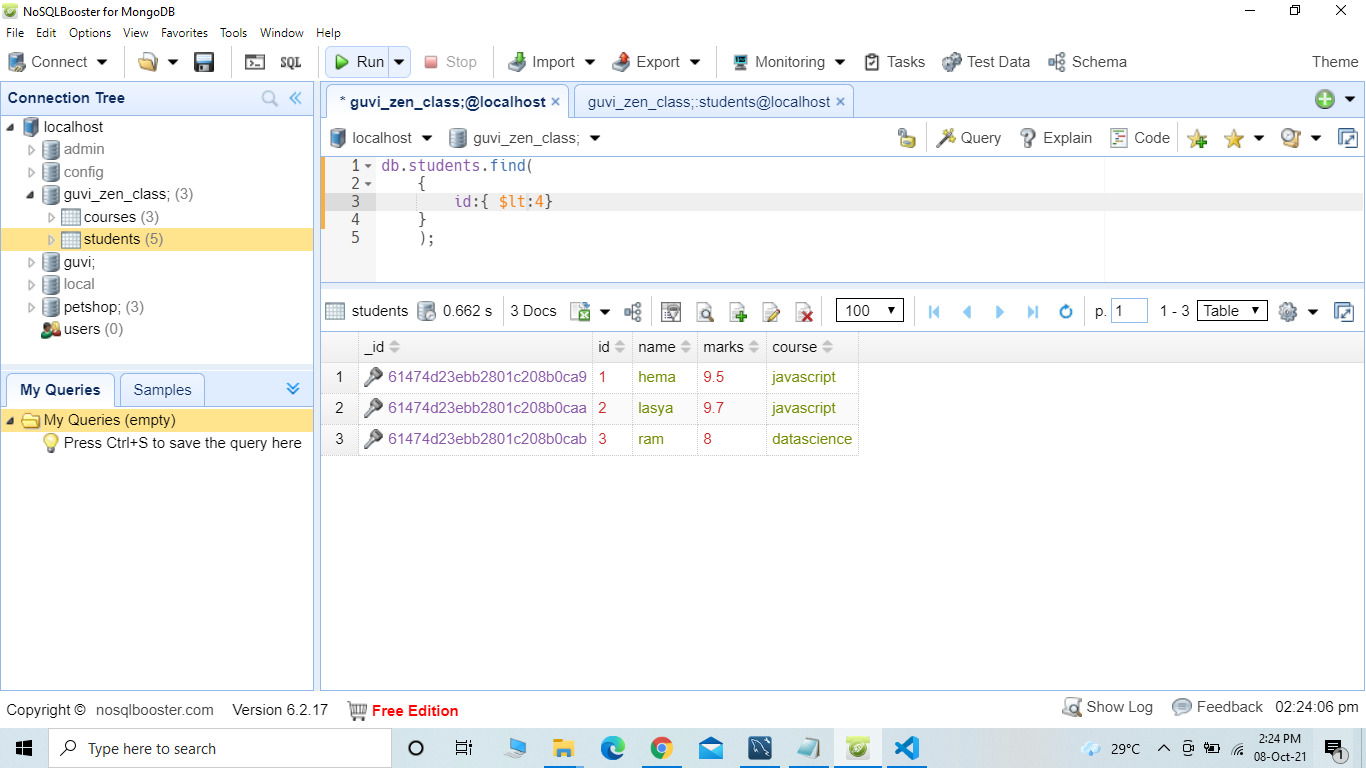 NoSQLBooster for MongoDB
File Edit Options View Favorites Tools Window Help
Connect SQL Run Stop Import Export Monitoring Tasks Test Data Schema Theme
Connection Tree
localhost
admin
config
guvi_zen_class; (3)
courses (3)
students (5)
guvi;
local
petshop; (3)
users (0)
My Queries Samples
My Queries (empty)
Press Ctrl+S to save the query here
* guvi_zen_class;@localhost × guvi_zen_class;:students@localhost ×
localhost guvi_zen_class; Query Explain Code
1 db.students.find(
2 {
3 id:{ $lt:4}
4 }
5 );
students 0.662 s 3 Docs 100 p. 1 1 - 3 Table
_id id name marks course
1 61474d23ebb2801c208b0ca9 1 hema 9.5 javascript
2 61474d23ebb2801c208b0caa 2 lasya 9.7 javascript
3 61474d23ebb2801c208b0cab 3 ram 8 datascience
Copyright © nosqlbooster.com Version 6.2.17 Free Edition Show Log Feedback 02:24:06 pm
Type here to search 29°C 2:24 PM
08-Oct-21 1